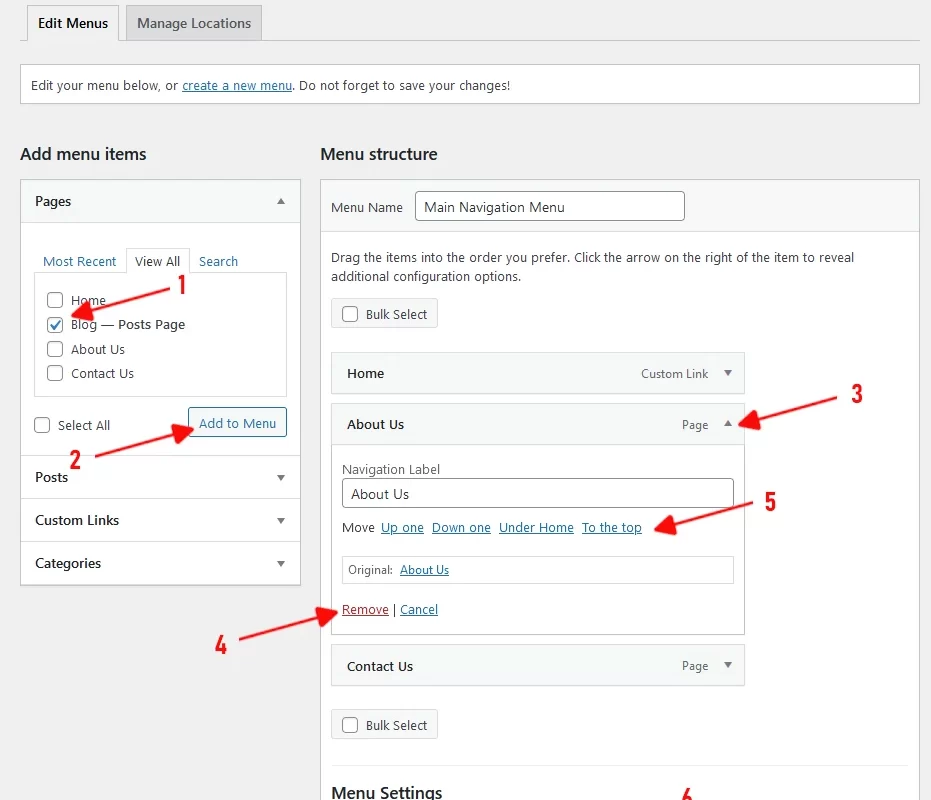 Edit Menus
Manage Locations
Edit your menu below, or create a new menu. Do not forget to save your changes!
Add menu items
Pages
Most Recent
View All
Search
1
Home
Blog — Posts Page
About Us
Contact Us
Select All
Add to Menu
2
Posts
Custom Links
Categories
Menu structure
Menu Name
Main Navigation Menu
Drag the items into the order you prefer. Click the arrow on the right of the item to reveal
additional configuration options.
Bulk Select
Home
Custom Link
About Us
Page
3
Navigation Label
About Us
Move Up one Down one Under Home To the top
5
Original: About Us
Remove | Cancel
4
Contact Us
Page
Bulk Select
Menu Settings
6